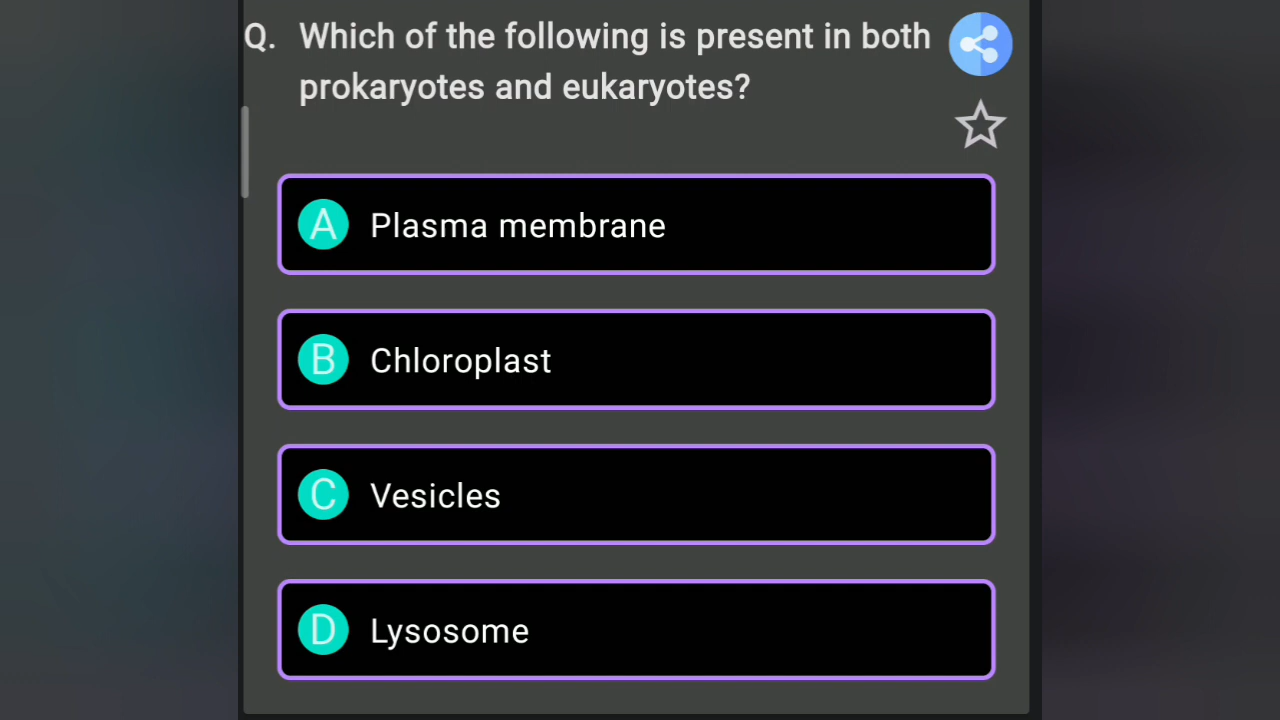 Q. Which of the following is present in both
prokaryotes and eukaryotes?
A Plasma membrane
B Chloroplast
C Vesicles
D Lysosome